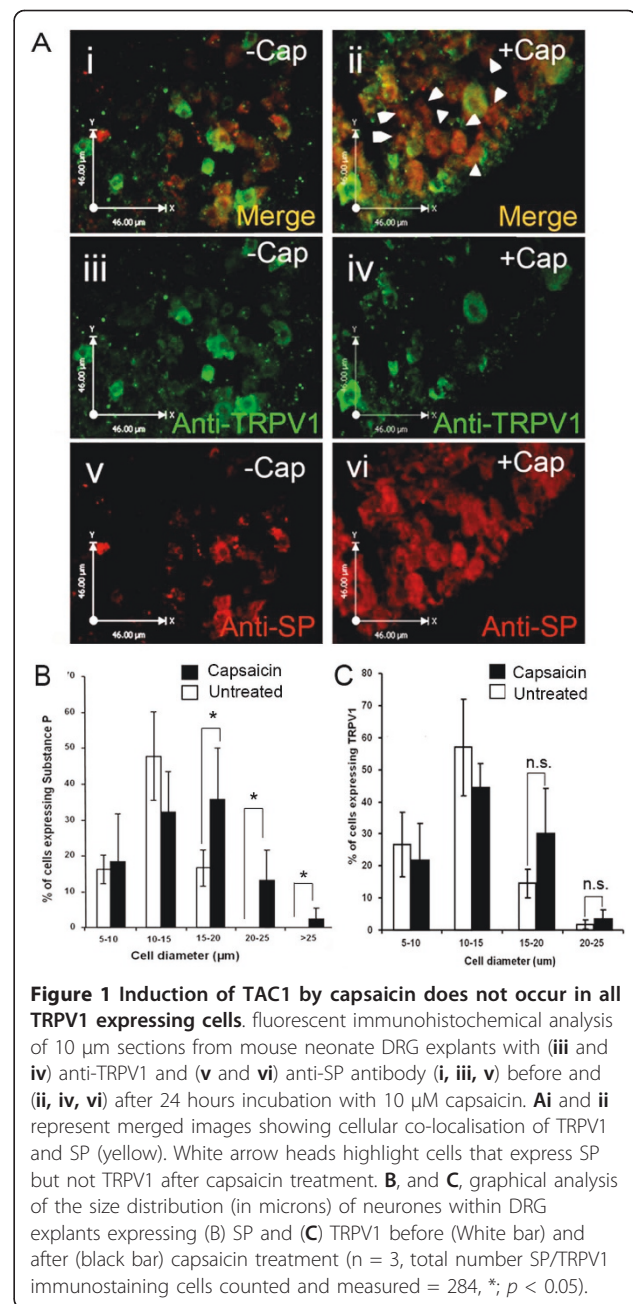 A
i
-Cap
Y
46.00 µm
46.00 µm
X
Merge
ii
+Cap
Y
46.00 µm
46.00 µm
X
Merge
iii
-Cap
Y
46.00 µm
46.00 µm
X
Anti-TRPV1
iv
+Cap
Y
46.00 µm
46.00 µm
X
Anti-TRPV1
v
-Cap
Y
46.00 µm
46.00 µm
X
Anti-SP
vi
+Cap
Y
46.00 µm
46.00 µm
X
Anti-SP
B
Capsaicin
Untreated
% of cells expressing Substance P
60
50
40
30
20
10
0
*
*
*
5-10 10-15 15-20 20-25 >25
Cell diameter (µm)
C
Capsaicin
Untreated
% of cells expressing TRPV1
80
70
60
50
40
30
20
10
0
n.s.
n.s.
5-10 10-15 15-20 20-25
Cell diameter (um)
Figure 1 Induction of TAC1 by capsaicin does not occur in all
TRPV1 expressing cells. fluorescent immunohistochemical analysis
of 10 µm sections from mouse neonate DRG explants with (iii and
iv) anti-TRPV1 and (v and vi) anti-SP antibody (i, iii, v) before and
(ii, iv, vi) after 24 hours incubation with 10 µM capsaicin. Ai and ii
represent merged images showing cellular co-localisation of TRPV1
and SP (yellow). White arrow heads highlight cells that express SP
but not TRPV1 after capsaicin treatment. B, and C, graphical analysis
of the size distribution (in microns) of neurones within DRG
explants expressing (B) SP and (C) TRPV1 before (White bar) and
after (black bar) capsaicin treatment (n = 3, total number SP/TRPV1
immunostaining cells counted and measured = 284, *; p < 0.05).